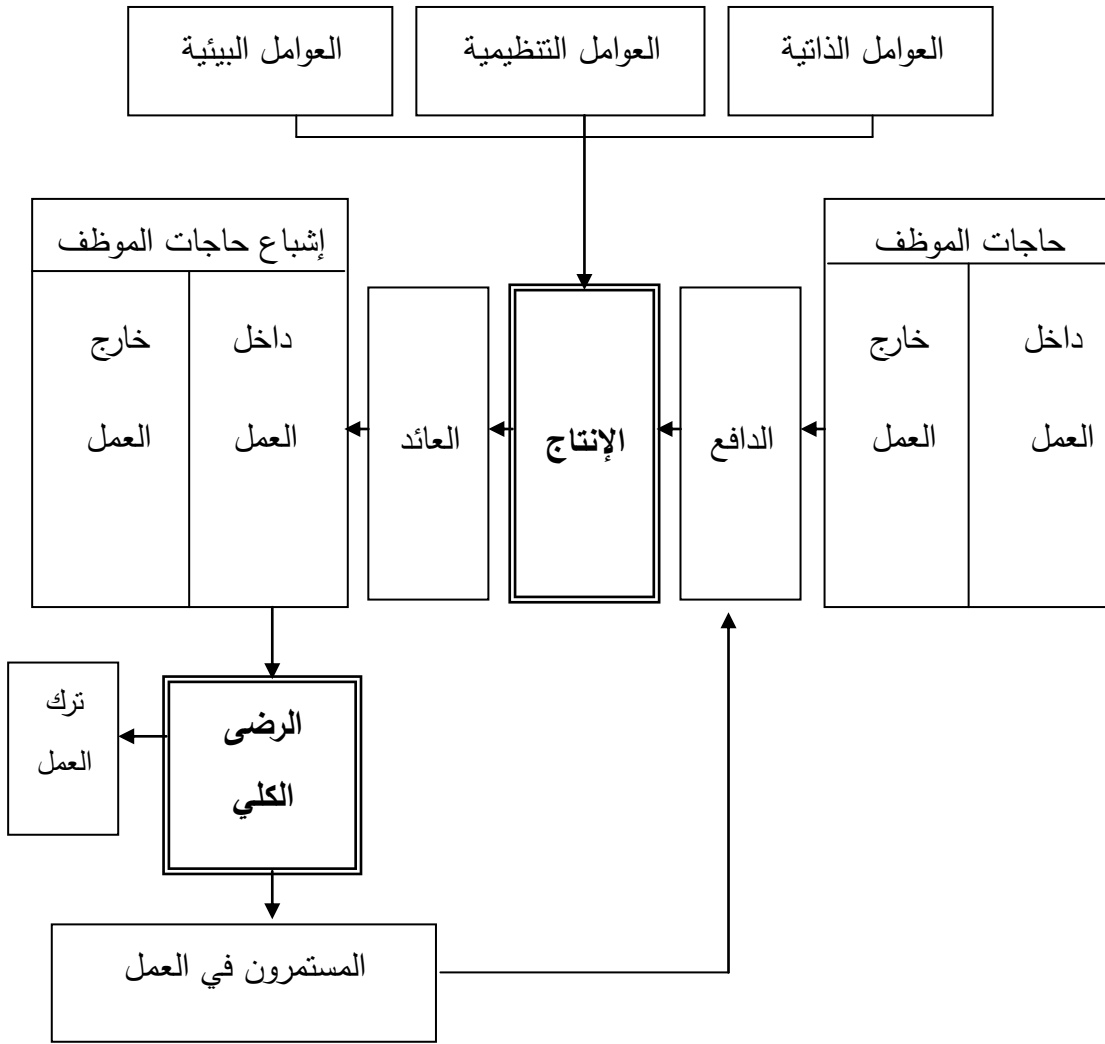 العوامل الذاتية
العوامل التنظيمية
العوامل البيئية
حاجات الموظف
داخل
العمل
خارج
العمل
الدافع
الإنتاج
العائد
إشباع حاجات الموظف
داخل
العمل
خارج
العمل
الرضى
الكلي
ترك
العمل
المستمرون في العمل